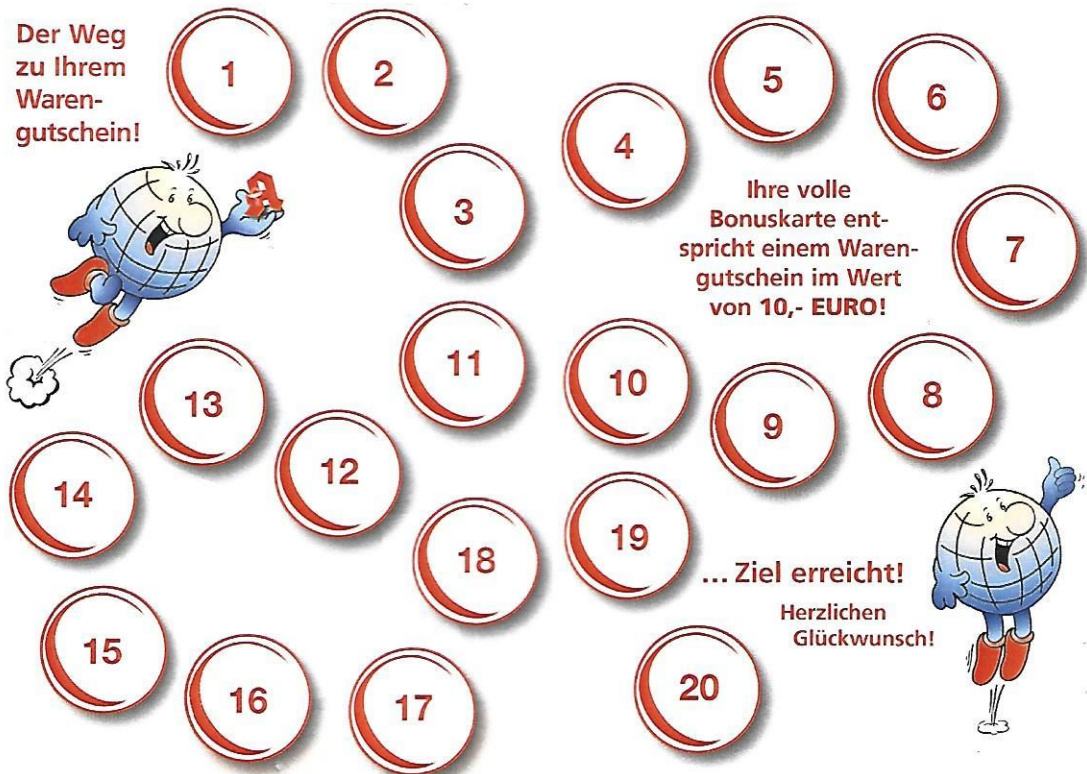 Der Weg
zu Ihrem
Waren-
gutschein!
1
2
3
4
5
6
7
Ihre volle
Bonuskarte ent-
spricht einem Waren-
gutschein im Wert
von 10,- EURO!
8
9
10
11
12
13
14
15
16
17
18
19
... Ziel erreicht!
Herzlichen
Glückwunsch!
20
A